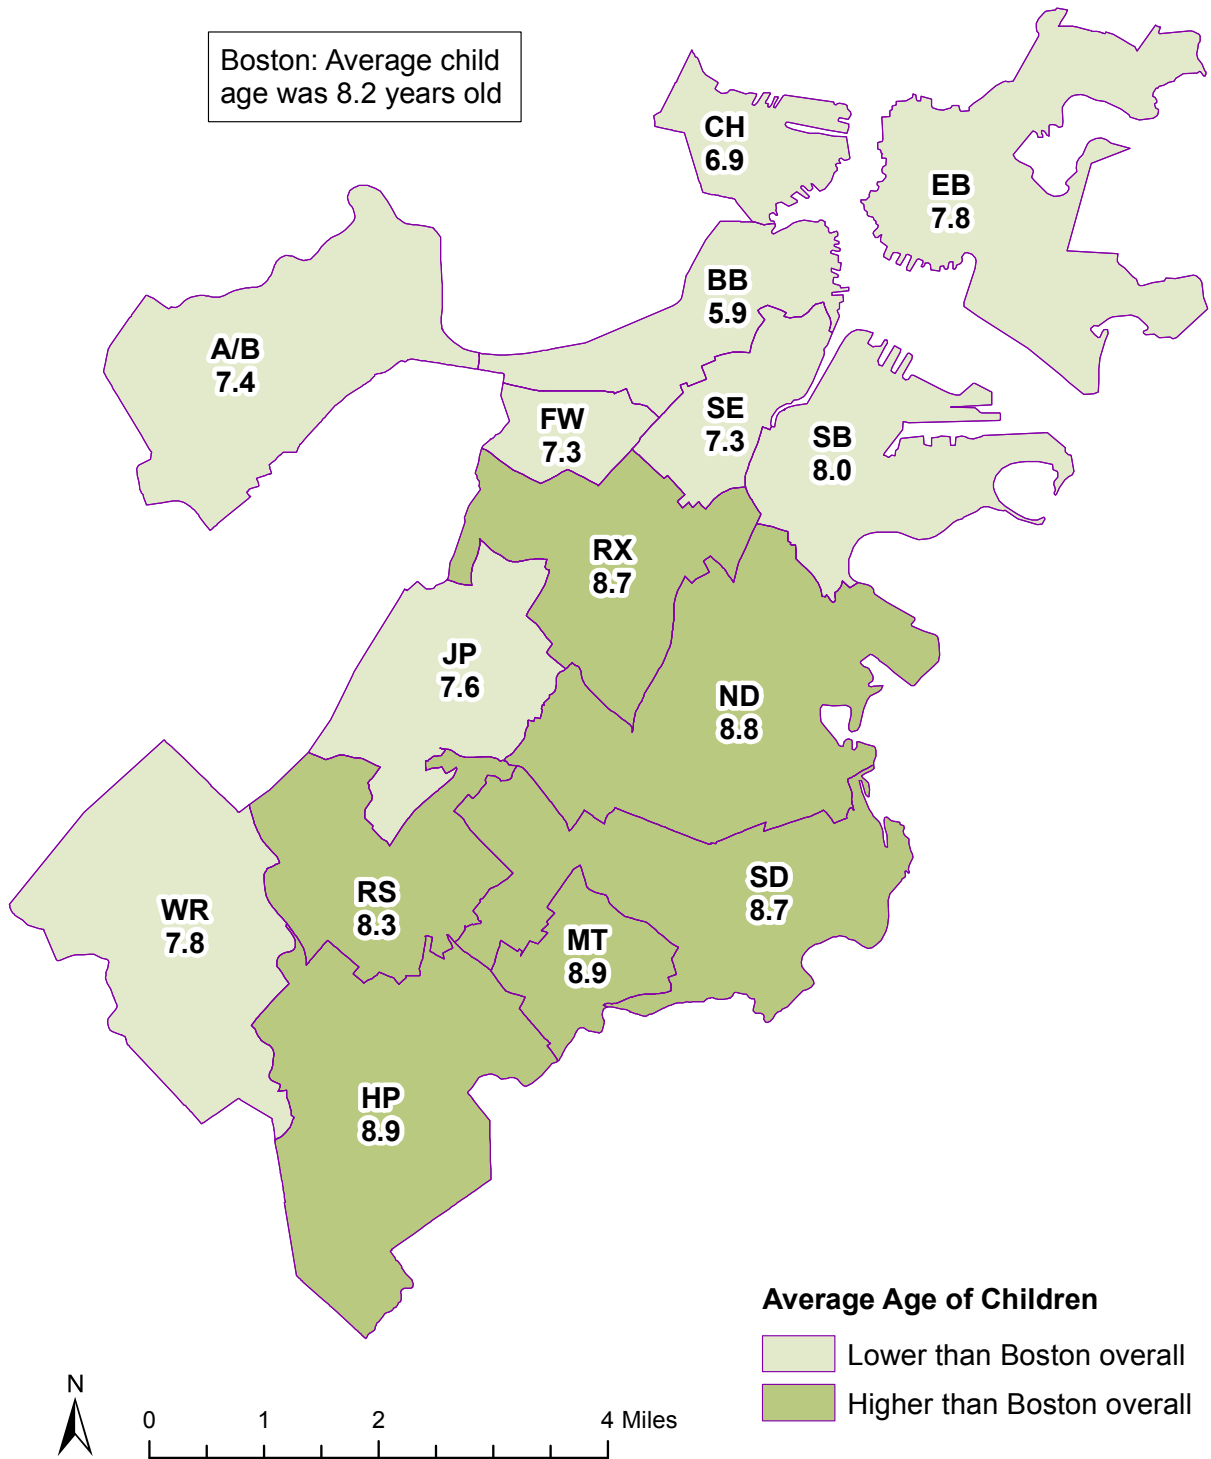 Boston: Average child
age was 8.2 years old
CH
6.9
EB
7.8
BB
5.9
A/B
7.4
SE
7.3
FW
7.3
SB
8.0
RX
8.7
JP
7.6
ND
8.8
SD
8.7
RS
8.3
WR
7.8
MT
8.9
HP
8.9
Average Age of Children
Lower than Boston overall
Higher than Boston overall
N
0 1 2 4 Miles